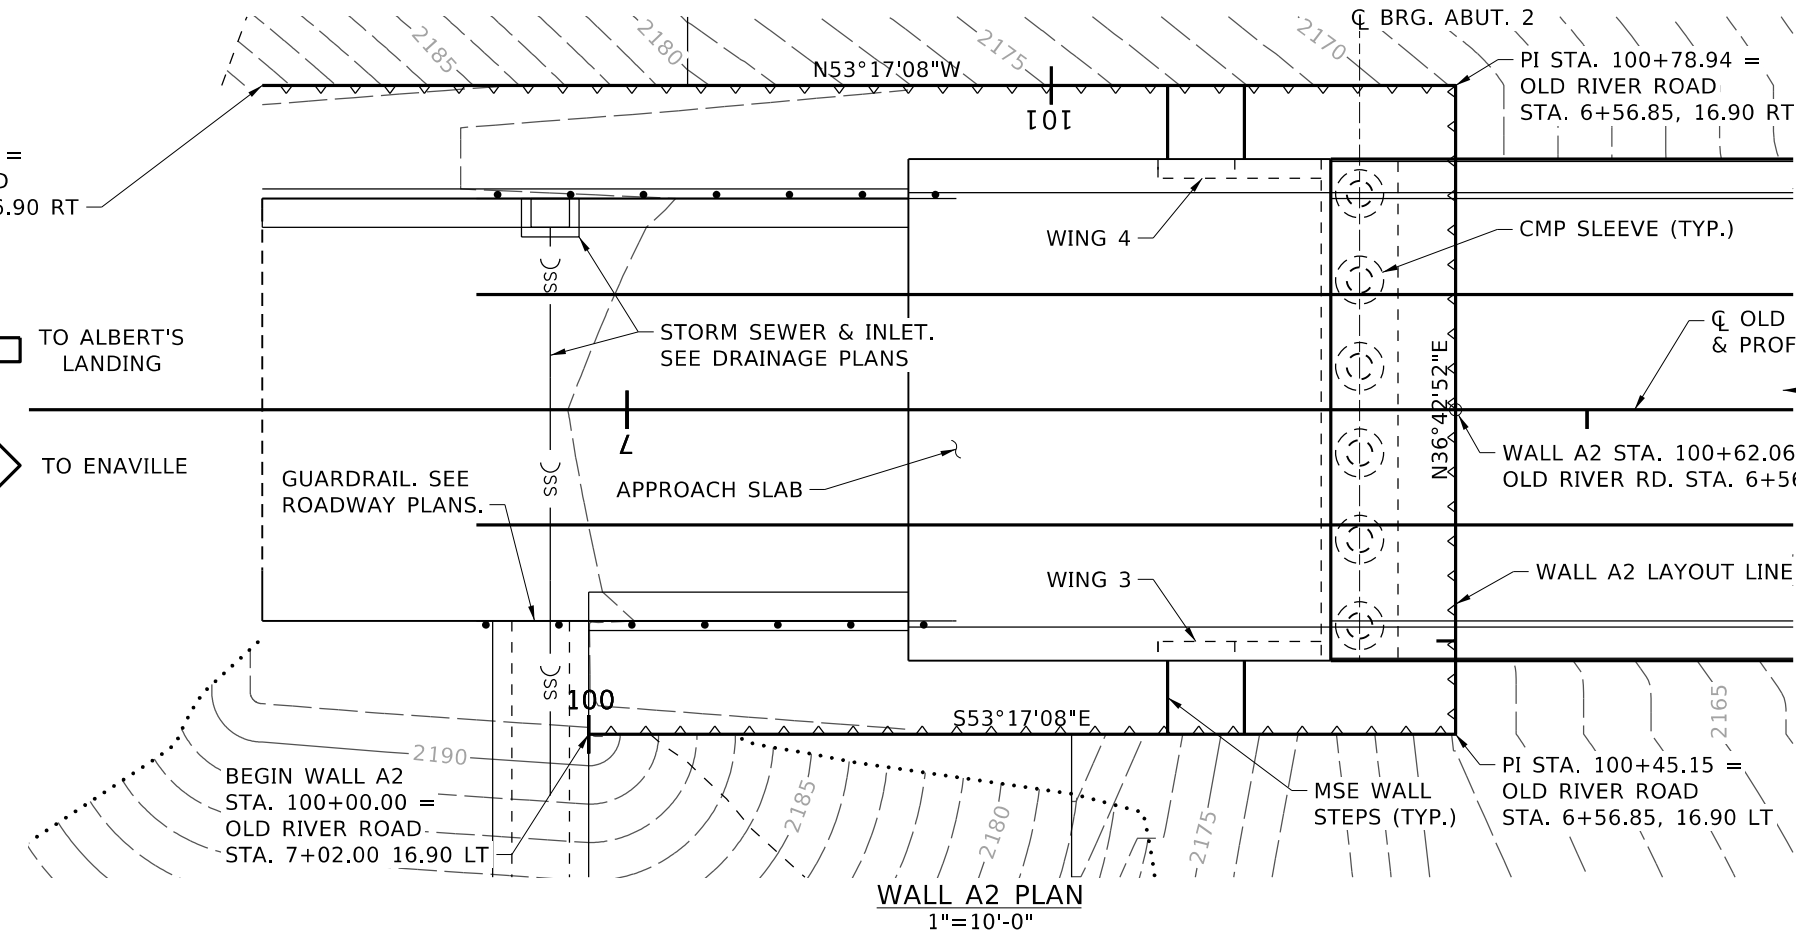 ℄ BRG. ABUT. 2
2185
2180
2175
2170
N53°17'08"W
101
PI STA. 100+78.94 =
OLD RIVER ROAD
STA. 6+56.85, 16.90 RT
=
6.90 RT
WING 4
CMP SLEEVE (TYP.)
TO ALBERT'S
LANDING
STORM SEWER & INLET.
SEE DRAINAGE PLANS
SS
℄ OLD
& PROF
N36°42'52"E
7
TO ENAVILLE
GUARDRAIL. SEE
ROADWAY PLANS.
SS
APPROACH SLAB
WALL A2 STA. 100+62.06
OLD RIVER RD. STA. 6+56
WING 3
WALL A2 LAYOUT LINE
SS
100
S53°17'08"E
2165
2190
BEGIN WALL A2
STA. 100+00.00 =
OLD RIVER ROAD
STA. 7+02.00 16.90 LT
2185
2180
2175
MSE WALL
STEPS (TYP.)
PI STA. 100+45.15 =
OLD RIVER ROAD
STA. 6+56.85, 16.90 LT
WALL A2 PLAN
1"=10'-0"